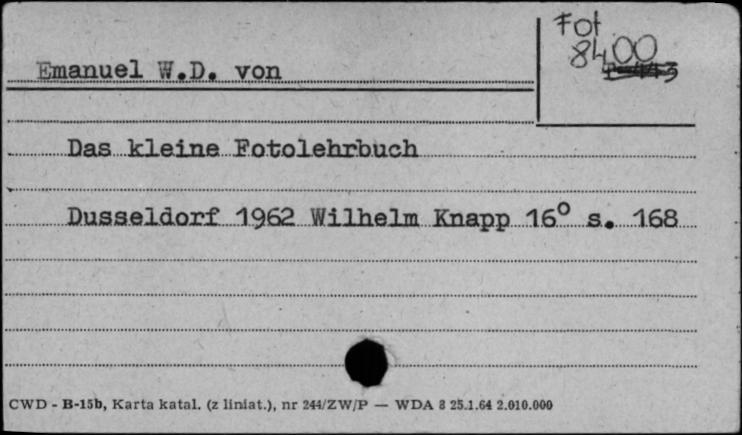 Fot
8400
Emanuel W.D. von
Das kleine Fotolehrbuch
Dusseldorf 1962 Wilhelm Knapp 16° s. 168
CWD - B-15b, Karta katal. (z liniat.), nr 244/ZW/P — WDA 8 25.1.64 2.010.000